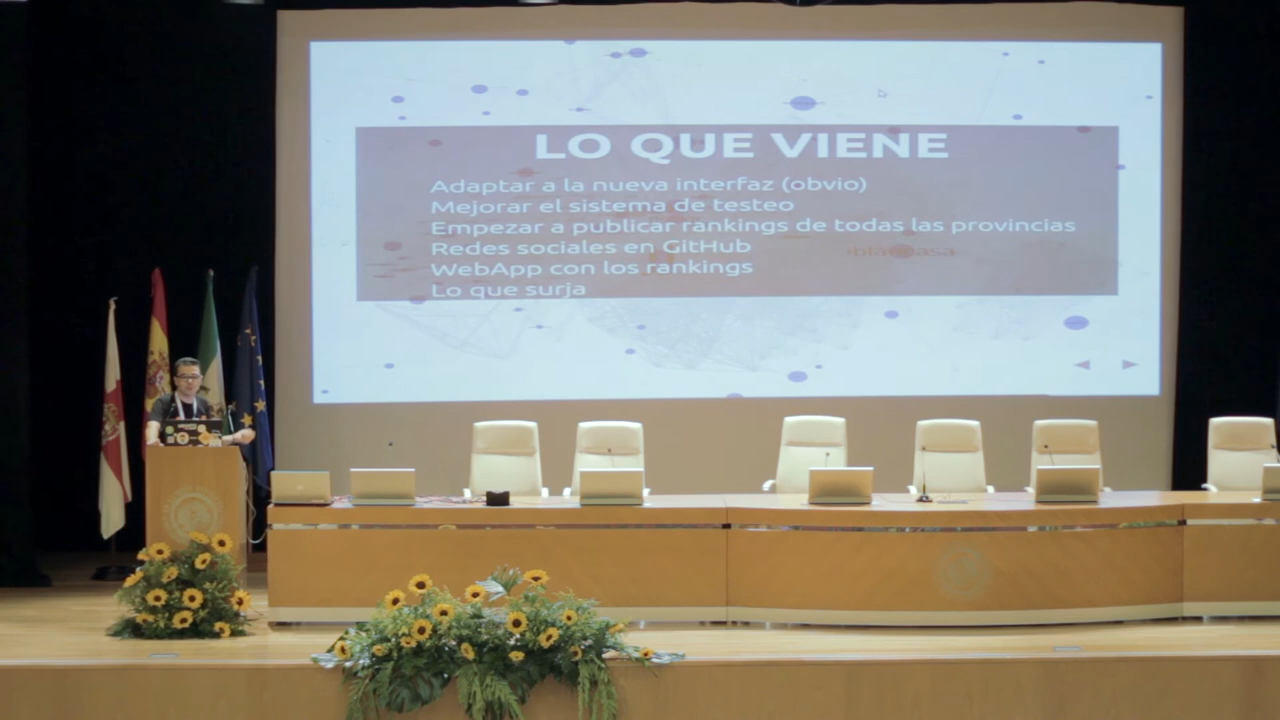 LO QUE VIENE
Adaptar a la nueva interfaz (obvio)
Mejorar el sistema de testeo
Empezar a publicar rankings de todas las provincias
Redes sociales en GitHub
WebApp con los rankings
Lo que surja